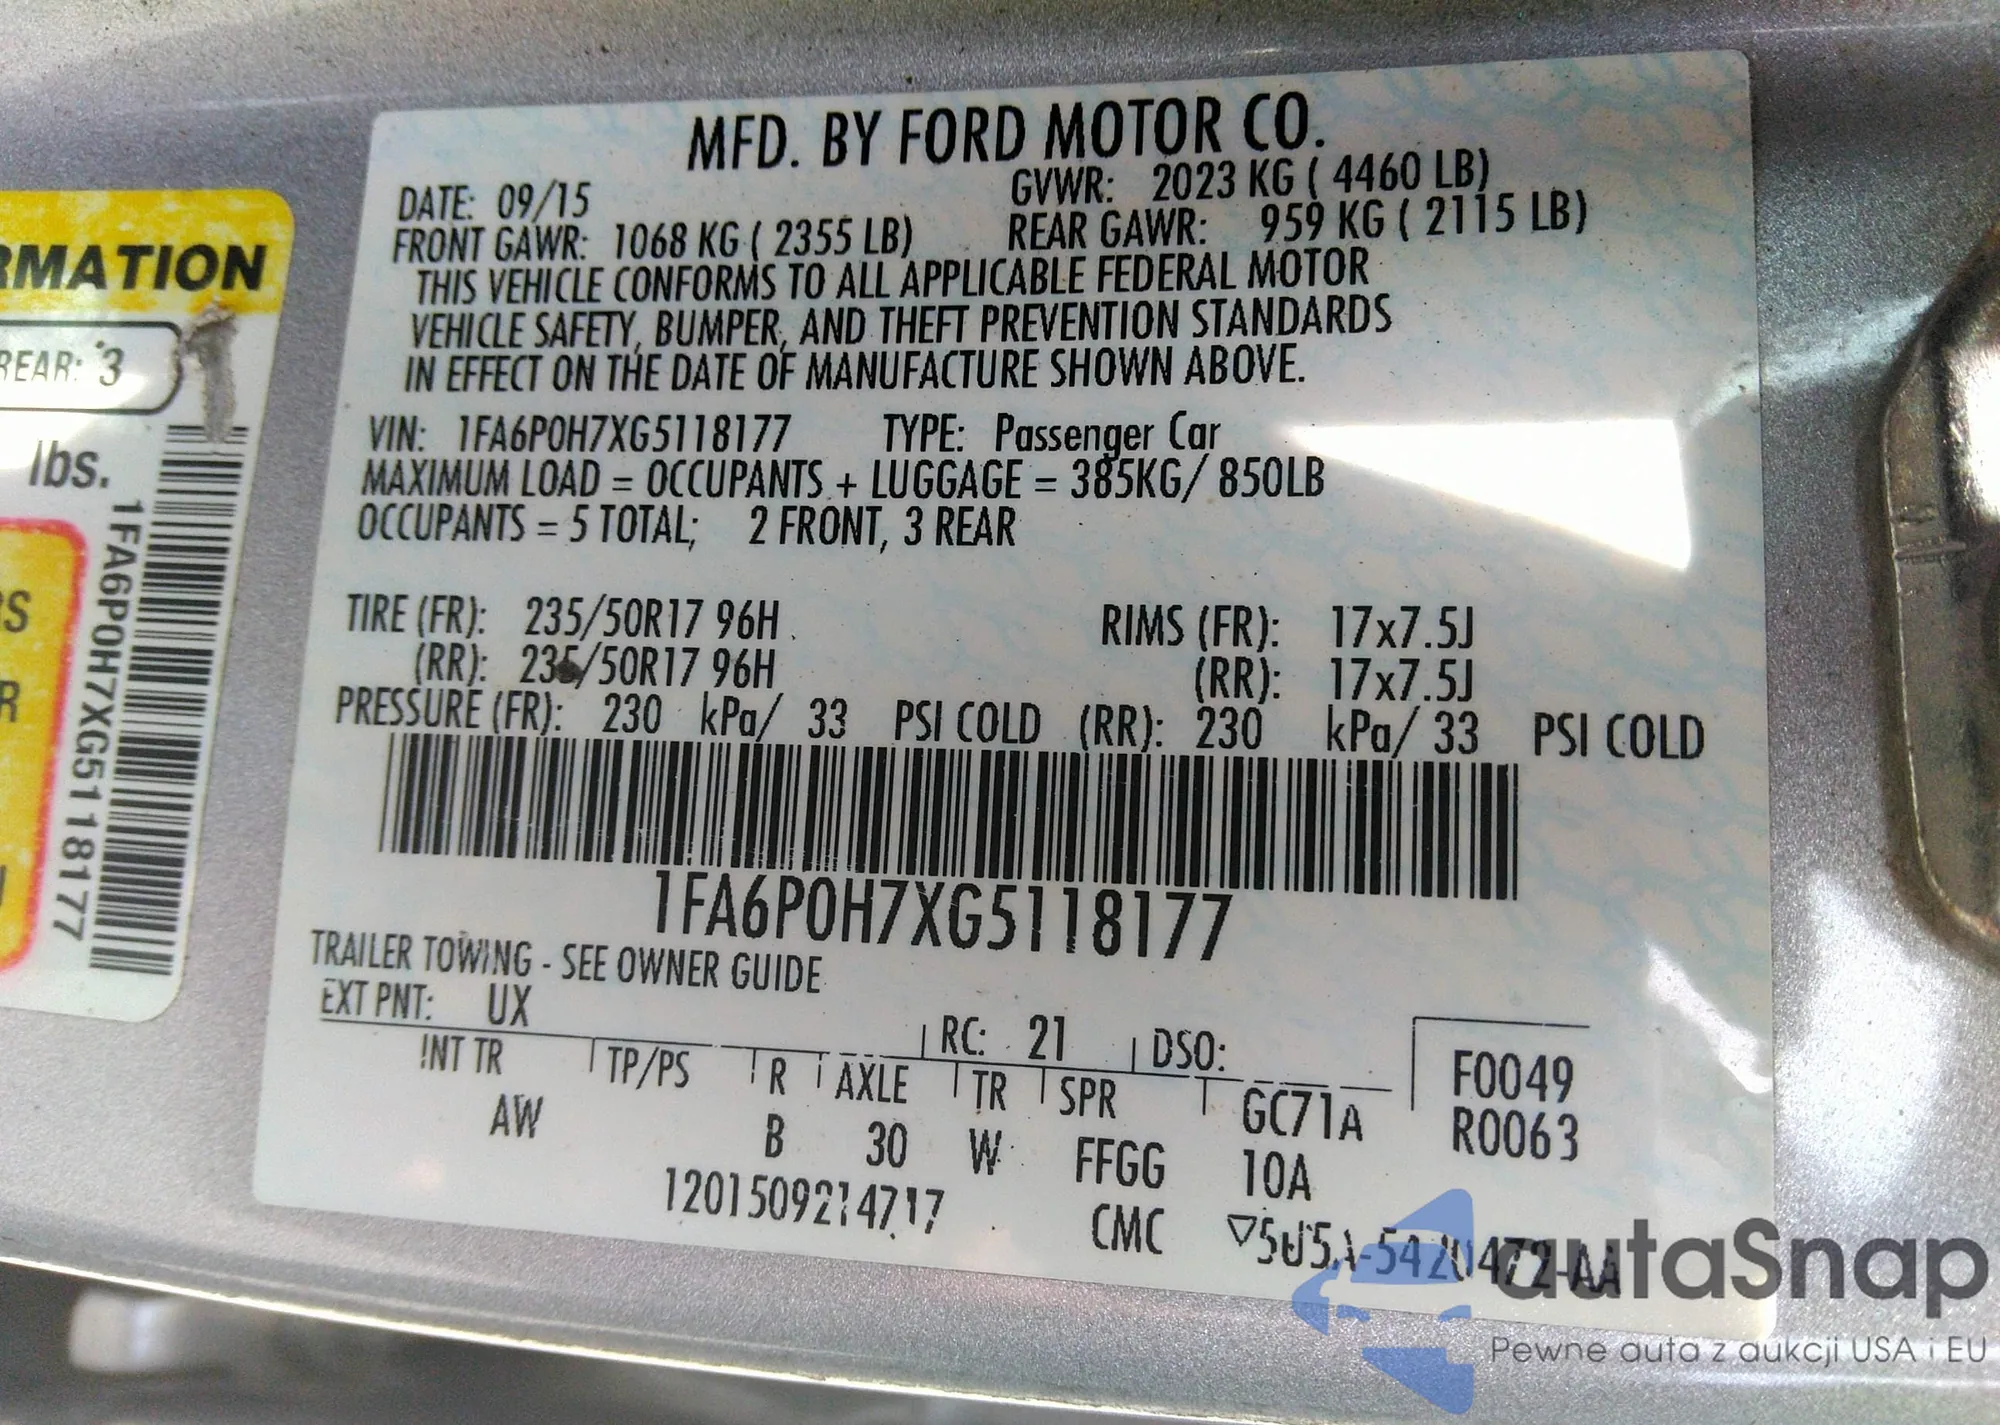 RMATION
REAR: 3
lbs.
1FA6P0H7XG5118177
S
R
MFD. BY FORD MOTOR CO.
DATE: 09/15 GVWR: 2023 KG ( 4460 LB)
FRONT GAWR: 1068 KG ( 2355 LB) REAR GAWR: 959 KG ( 2115 LB)
THIS VEHICLE CONFORMS TO ALL APPLICABLE FEDERAL MOTOR
VEHICLE SAFETY, BUMPER, AND THEFT PREVENTION STANDARDS
IN EFFECT ON THE DATE OF MANUFACTURE SHOWN ABOVE.
VIN: 1FA6P0H7XG5118177 TYPE: Passenger Car
MAXIMUM LOAD = OCCUPANTS + LUGGAGE = 385KG/ 850LB
OCCUPANTS = 5 TOTAL; 2 FRONT, 3 REAR
TIRE (FR): 235/50R17 96H RIMS (FR): 17x7.5J
(RR): 235/50R17 96H (RR): 17x7.5J
PRESSURE (FR): 230 kPa/ 33 PSI COLD (RR): 230 kPa/ 33 PSI COLD
1FA6P0H7XG5118177
TRAILER TOWING - SEE OWNER GUIDE
EXT PNT: UX RC: 21 DSO: F0049
INT TR TP/PS R AXLE TR SPR GC71A R0063
AW B 30 W FFGG 10A
1201509214717 CMC
autaSnap
Pewne auta z aukcji USA i EU